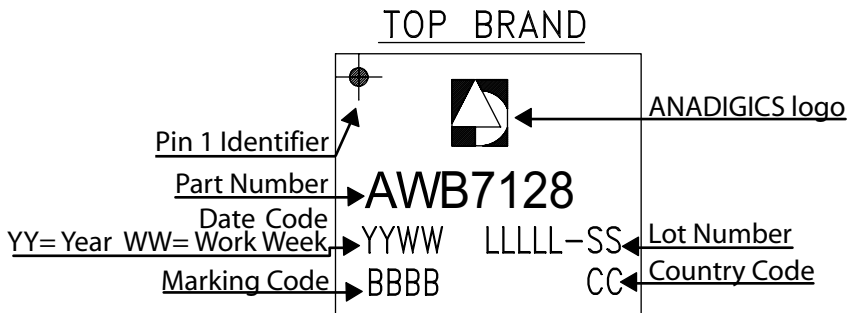 TOP BRAND
ANADIGICS logo
Pin 1 Identifier
Part Number
AWB7128
Date Code
YY= Year WW= Work Week
YYWW LLLLL-SS
Lot Number
Marking Code
BBBB CC
Country Code